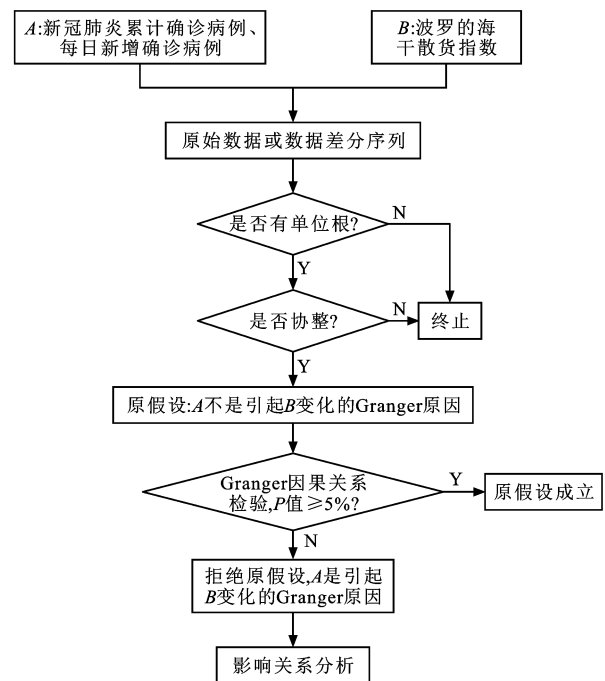 A:新冠肺炎累计确诊病例、
每日新增确诊病例
B:波罗的海
干散货指数
原始数据或数据差分序列
是否有单位根?
N
Y
是否协整?
N
终止
Y
原假设:A不是引起B变化的Granger原因
Granger因果关系
检验,P值≥5%?
Y
原假设成立
N
拒绝原假设,A是引起
B变化的Granger原因
影响关系分析